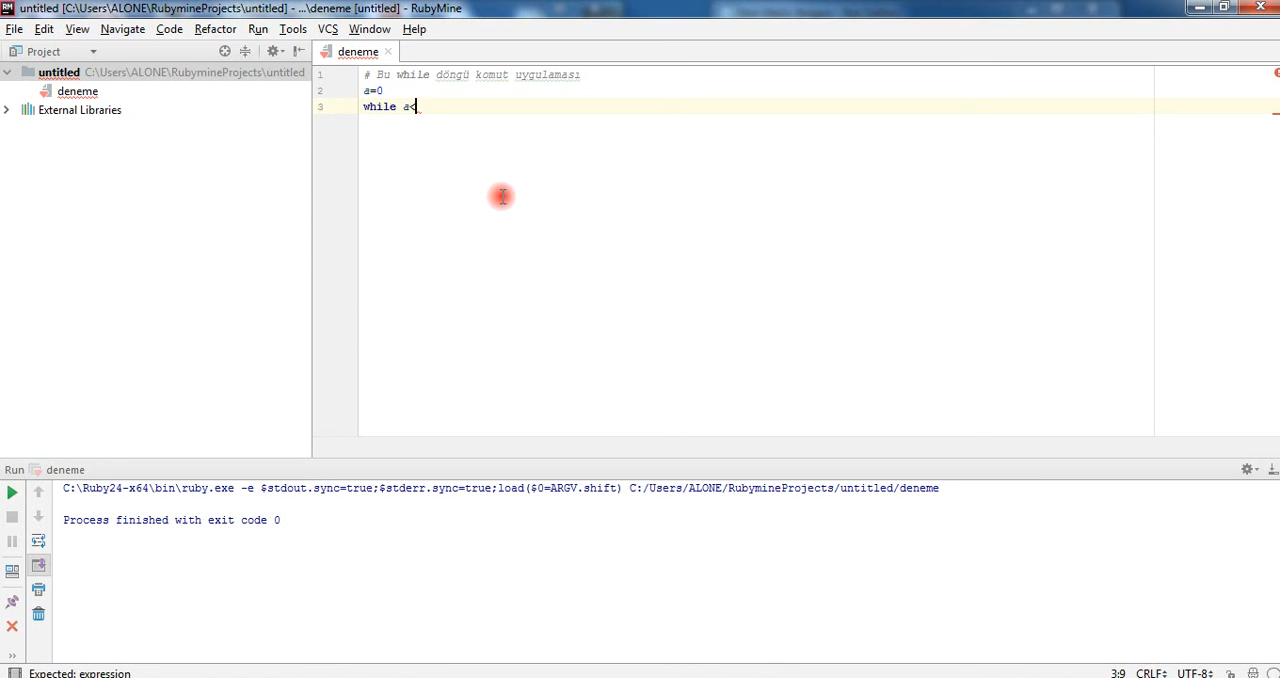 untitled [C:\Users\ALONE\RubymineProjects\untitled] - ...\deneme [untitled] - RubyMine
File Edit View Navigate Code Refactor Run Tools VCS Window Help
Project
deneme
untitled C:\Users\ALONE\RubymineProjects\untitled
deneme
External Libraries
1 # Bu while döngü komut uygulaması
2 a=0
3 while a<
Run deneme
C:\Ruby24-x64\bin\ruby.exe -e $stdout.sync=true;$stderr.sync=true;load($0=ARGV.shift) C:/Users/ALONE/RubymineProjects/untitled/deneme
Process finished with exit code 0
Expected: expression
3:9 CRLF UTF-8